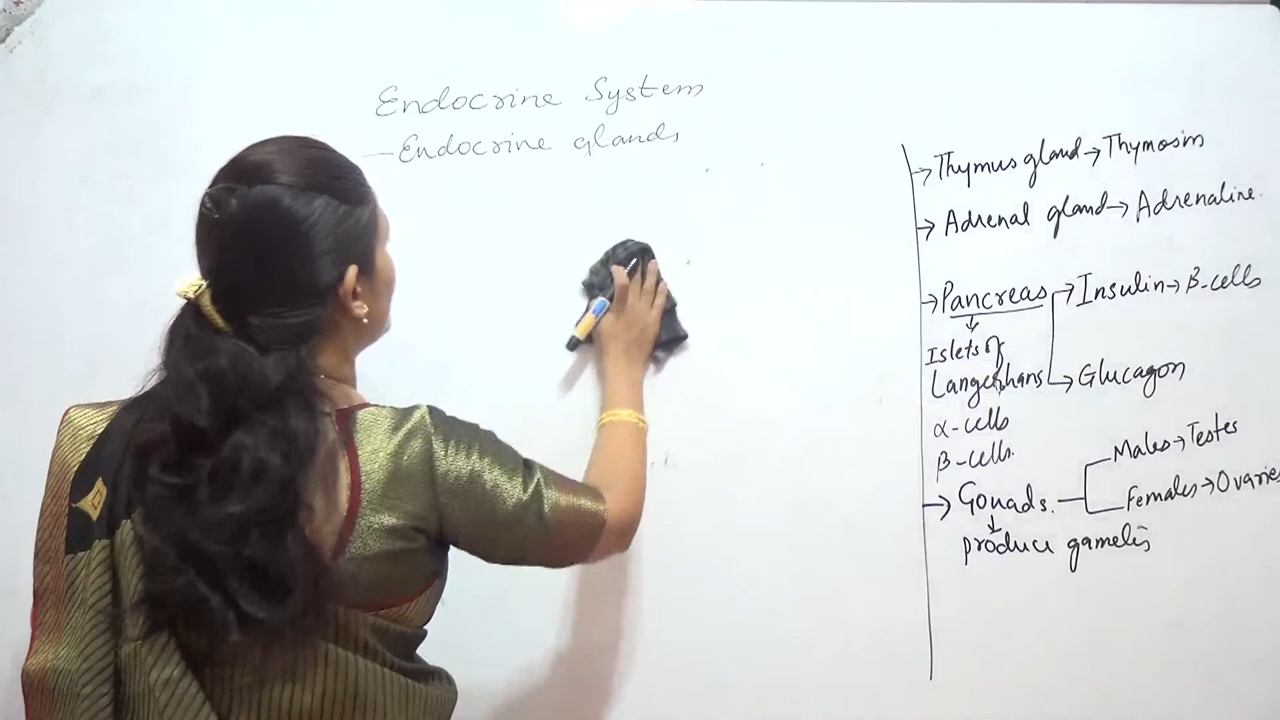 Endocrine System
—Endocrine glands
→ Thymus gland → Thymosin
→ Adrenal gland → Adrenaline.
→ Pancreas → Insulin → β-cells
↓
Islets of
Langerhans → Glucagon
α-cells
β-cells.
Males → Testes
→ Gonads.
Females → Ovaries
↓
produce gametes